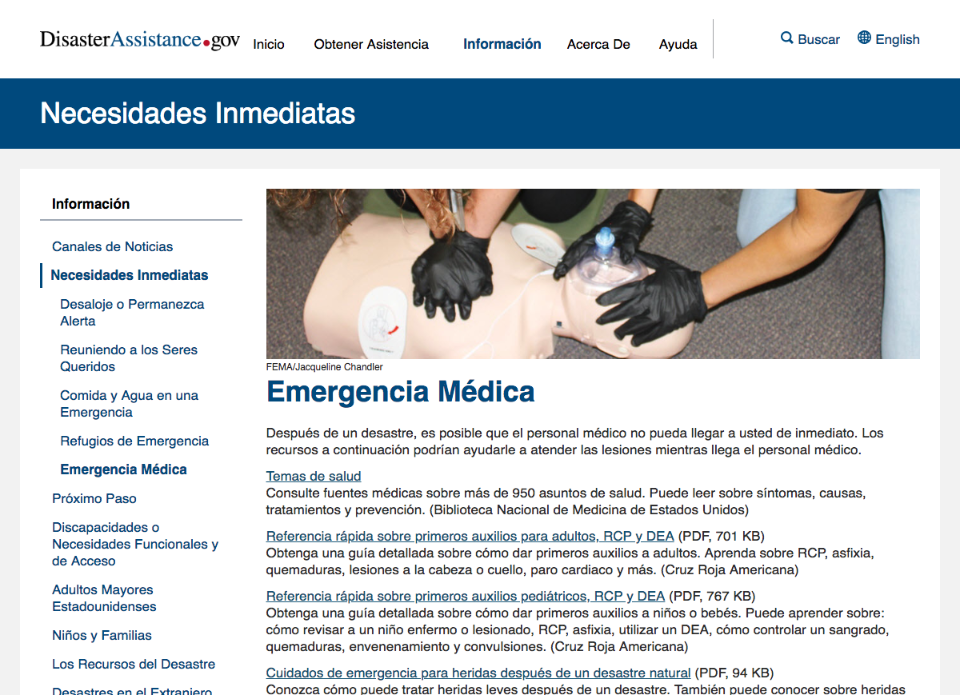 DisasterAssistance.gov
Inicio
Obtener Asistencia
Información
Acerca De
Ayuda
Buscar
English
Necesidades Inmediatas
Información
Canales de Noticias
Necesidades Inmediatas
Desaloje o Permanezca
Alerta
Reuniendo a los Seres
Queridos
Comida y Agua en una
Emergencia
Refugios de Emergencia
Emergencia Médica
Próximo Paso
Discapacidades o
Necesidades Funcionales y
de Acceso
Adultos Mayores
Estadounidenses
Niños y Familias
Los Recursos del Desastre
Desastres en el Extranjero
FEMA/Jacqueline Chandler
Emergencia Médica
Después de un desastre, es posible que el personal médico no pueda llegar a usted de inmediato. Los
recursos a continuación podrían ayudarle a atender las lesiones mientras llega el personal médico.
Temas de salud
Consulte fuentes médicas sobre más de 950 asuntos de salud. Puede leer sobre síntomas, causas,
tratamientos y prevención. (Biblioteca Nacional de Medicina de Estados Unidos)
Referencia rápida sobre primeros auxilios para adultos, RCP y DEA (PDF, 701 KB)
Obtenga una guía detallada sobre cómo dar primeros auxilios a adultos. Aprenda sobre RCP, asfixia,
quemaduras, lesiones a la cabeza o cuello, paro cardiaco y más. (Cruz Roja Americana)
Referencia rápida sobre primeros auxilios pediátricos, RCP y DEA (PDF, 767 KB)
Obtenga una guía detallada sobre cómo dar primeros auxilios a niños o bebés. Puede aprender sobre:
cómo revisar a un niño enfermo o lesionado, RCP, asfixia, utilizar un DEA, cómo controlar un sangrado,
quemaduras, envenenamiento y convulsiones. (Cruz Roja Americana)
Cuidados de emergencia para heridas después de un desastre natural (PDF, 94 KB)
Conozca cómo puede tratar heridas leves después de un desastre. También puede conocer sobre heridas